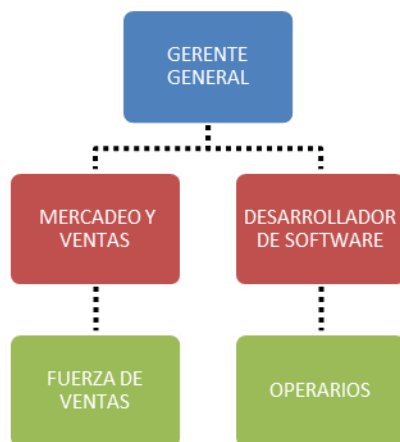 GERENTE
GENERAL
MERCADEO Y
VENTAS
DESARROLLADOR
DE SOFTWARE
FUERZA DE
VENTAS
OPERARIOS